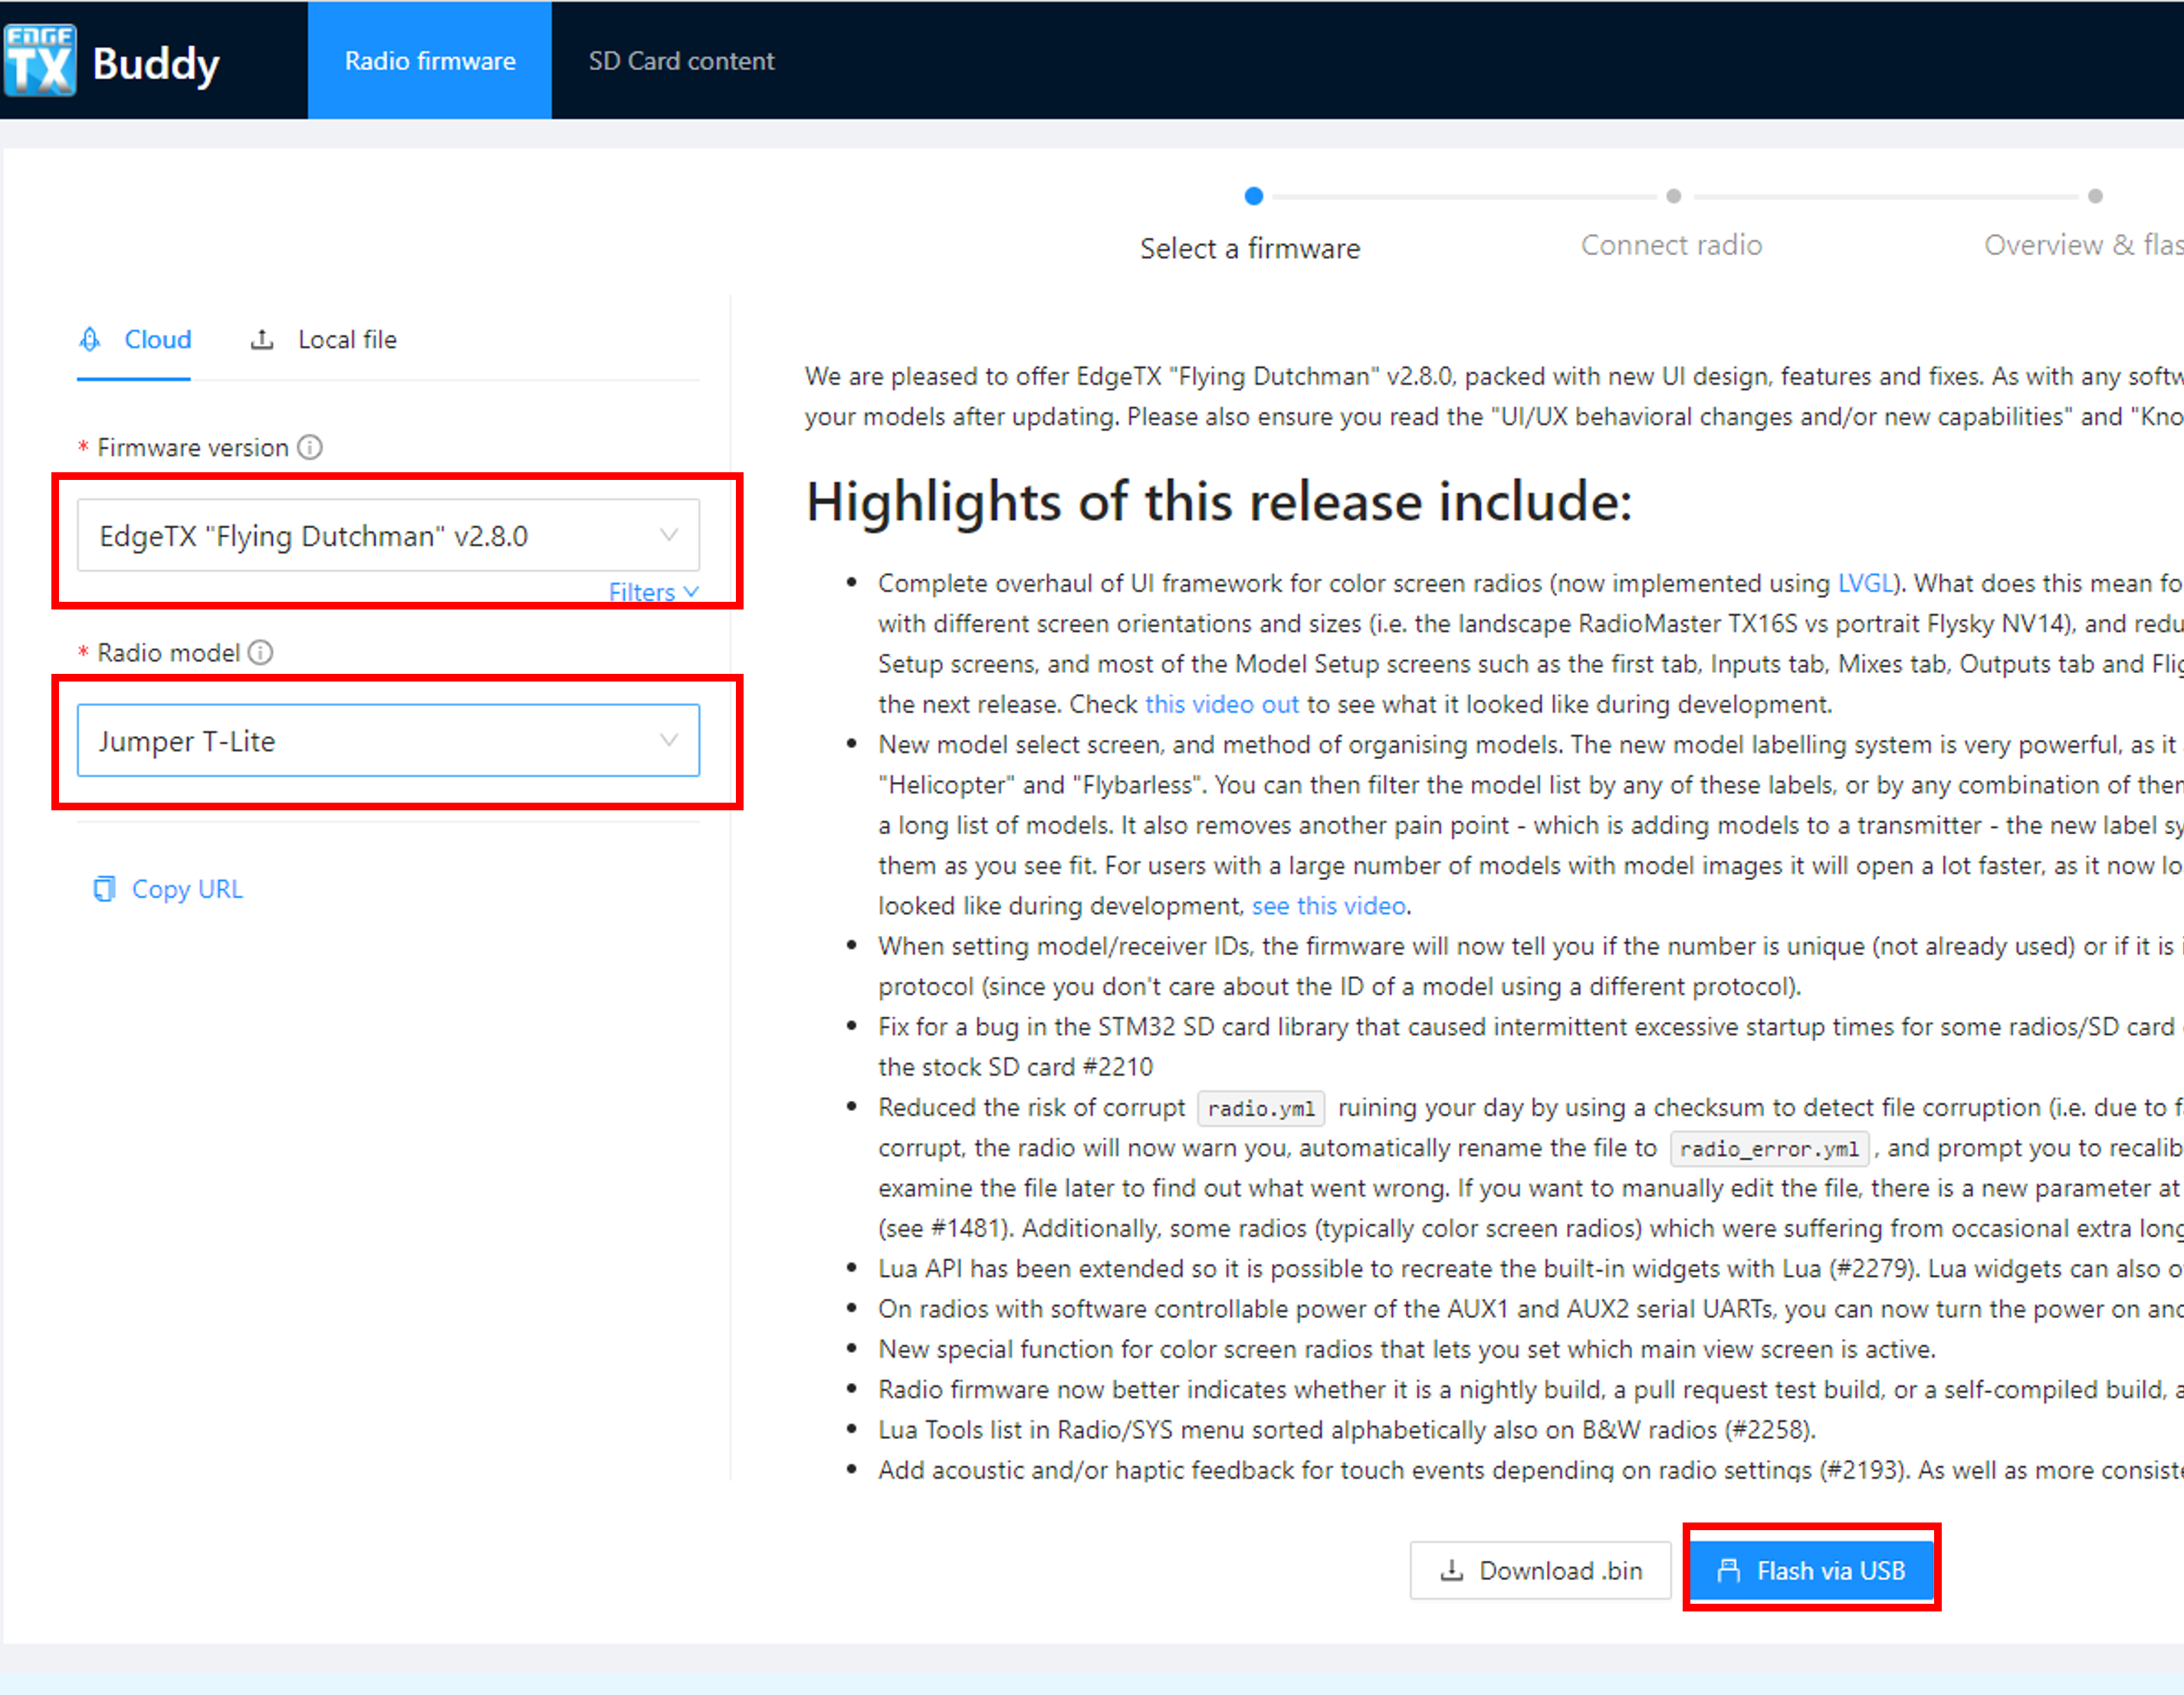 EDGE
TX
Buddy
Radio firmware
SD Card content
Select a firmware
Connect radio
Overview &
Cloud
Local file
* Firmware version
EdgeTX "Flying Dutchman" v2.8.0
Filters
* Radio model
Jumper T-Lite
Copy URL
We are pleased to offer EdgeTX "Flying Dutchman" v2.8.0, packed with new UI design, features and fixes. As with any
your models after updating. Please also ensure you read the "UI/UX behavioral changes and/or new capabilities" and
Highlights of this release include:
• Complete overhaul of UI framework for color screen radios (now implemented using LVGL). What does this mean
with different screen orientations and sizes (i.e. the landscape RadioMaster TX16S vs portrait Flysky NV14), and
Setup screens, and most of the Model Setup screens such as the first tab, Inputs tab, Mixes tab, Outputs tab and
the next release. Check this video out to see what it looked like during development.
• New model select screen, and method of organising models. The new model labelling system is very powerful, as it
"Helicopter" and "Flybarless". You can then filter the model list by any of these labels, or by any combination of
a long list of models. It also removes another pain point - which is adding models to a transmitter - the new label
them as you see fit. For users with a large number of models with model images it will open a lot faster, as it now
looked like during development, see this video.
• When setting model/receiver IDs, the firmware will now tell you if the number is unique (not already used) or if it is
protocol (since you don't care about the ID of a model using a different protocol).
• Fix for a bug in the STM32 SD card library that caused intermittent excessive startup times for some radios/SD card
the stock SD card #2210
• Reduced the risk of corrupt radio.yml ruining your day by using a checksum to detect file corruption (i.e. due to
corrupt, the radio will now warn you, automatically rename the file to radio_error.yml, and prompt you to
examine the file later to find out what went wrong. If you want to manually edit the file, there is a new parameter at
(see #1481). Additionally, some radios (typically color screen radios) which were suffering from occasional extra
• Lua API has been extended so it is possible to recreate the built-in widgets with Lua (#2279). Lua widgets can also
• On radios with software controllable power of the AUX1 and AUX2 serial UARTs, you can now turn the power on
• New special function for color screen radios that lets you set which main view screen is active.
• Radio firmware now better indicates whether it is a nightly build, a pull request test build, or a self-compiled build,
• Lua Tools list in Radio/SYS menu sorted alphabetically also on B&W radios (#2258).
• Add acoustic and/or haptic feedback for touch events depending on radio settings (#2193). As well as more
Download .bin
Flash via USB